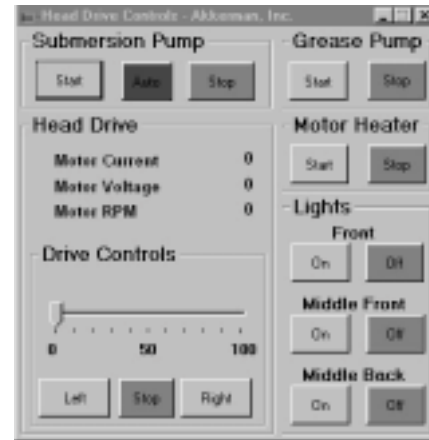 Head Drive Controls - Akkerman, Inc.
Submersion Pump
Start Auto Stop
Grease Pump
Start Stop
Head Drive
Motor Current 0
Motor Voltage 0
Motor RPM 0
Motor Heater
Start Stop
Drive Controls
0 50 100
Left Stop Right
Lights
Front
On Off
Middle Front
On Off
Middle Back
On Off